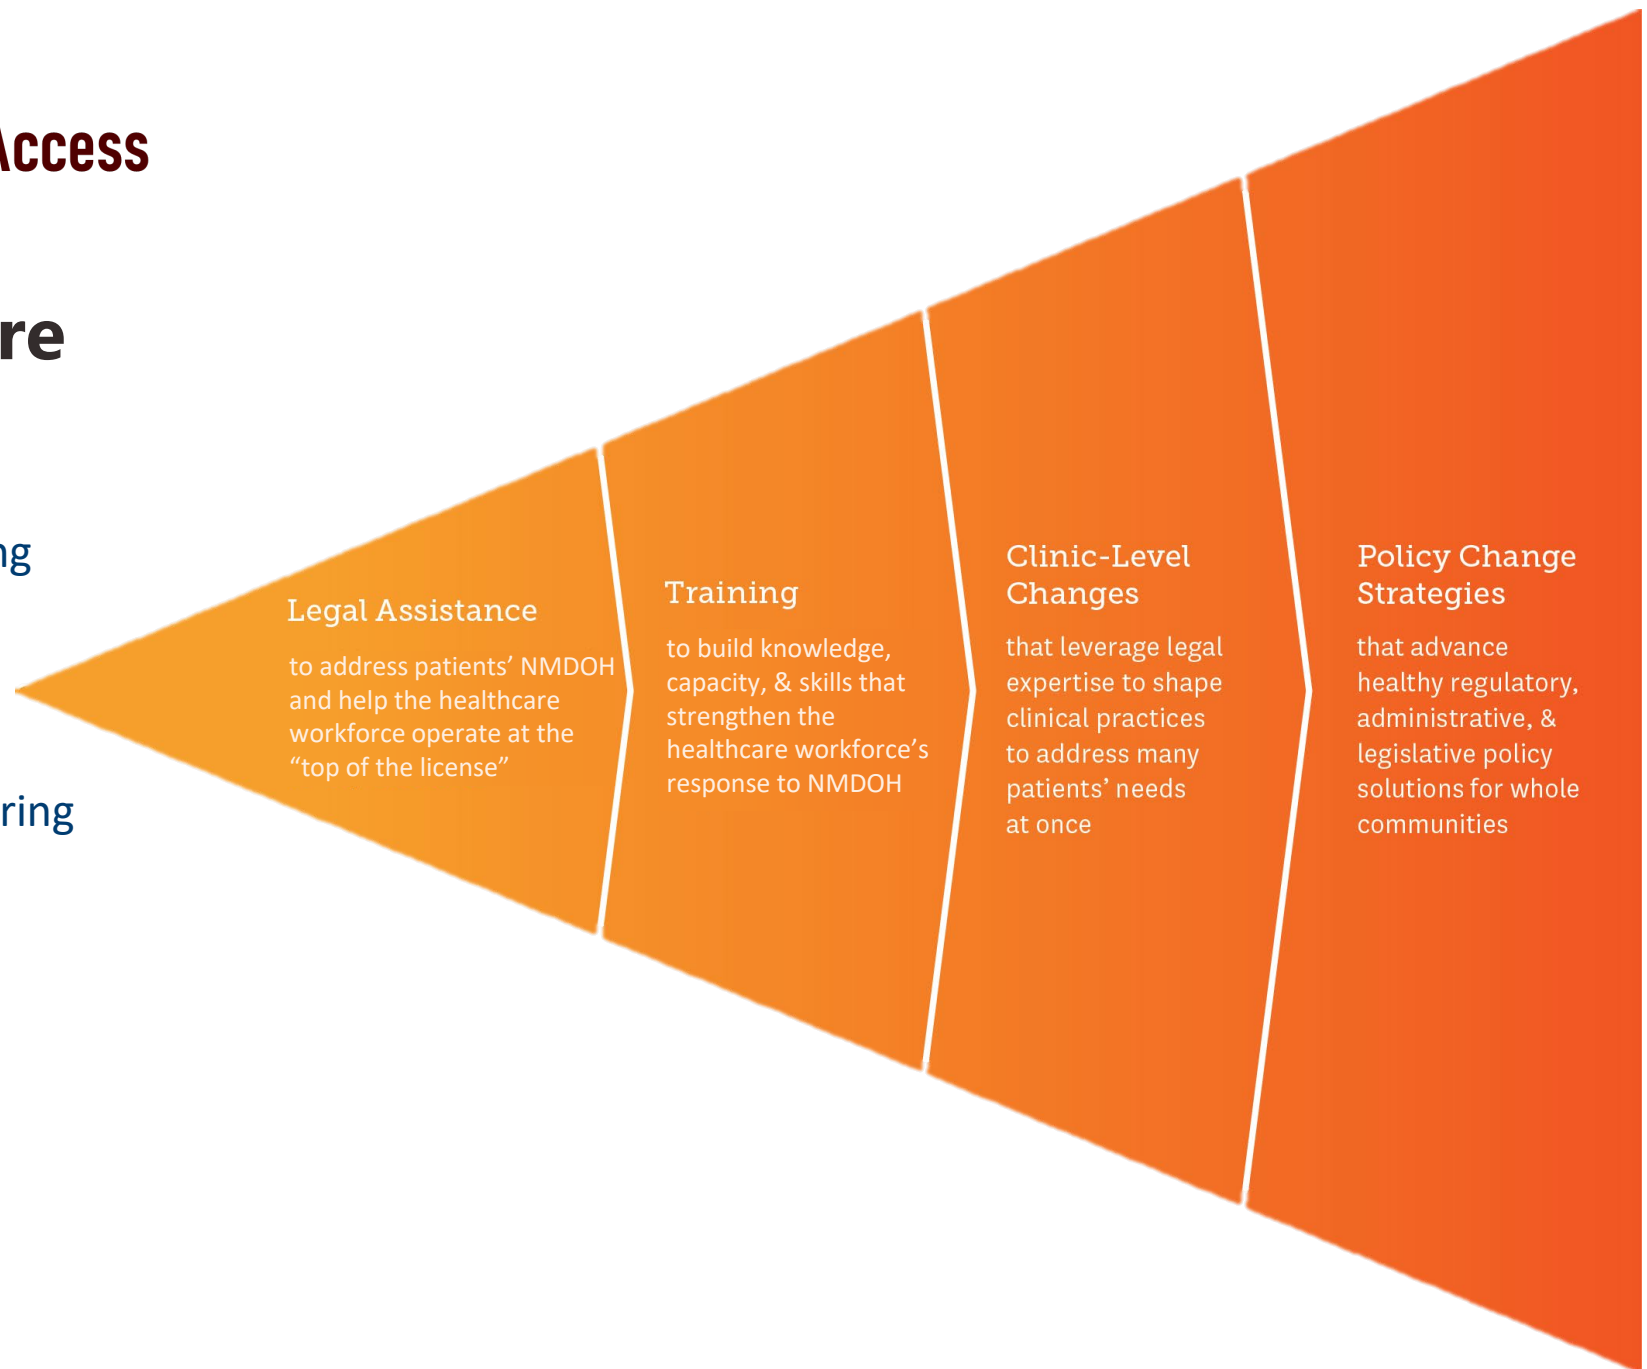 Access
re
ng
ring
Legal Assistance
to address patients’ NMDOH
and help the healthcare
workforce operate at the
“top of the license”
Training
to build knowledge,
capacity, & skills that
strengthen the
healthcare workforce’s
response to NMDOH
Clinic-Level
Changes
that leverage legal
expertise to shape
clinical practices
to address many
patients’ needs
at once
Policy Change
Strategies
that advance
healthy regulatory,
administrative, &
legislative policy
solutions for whole
communities